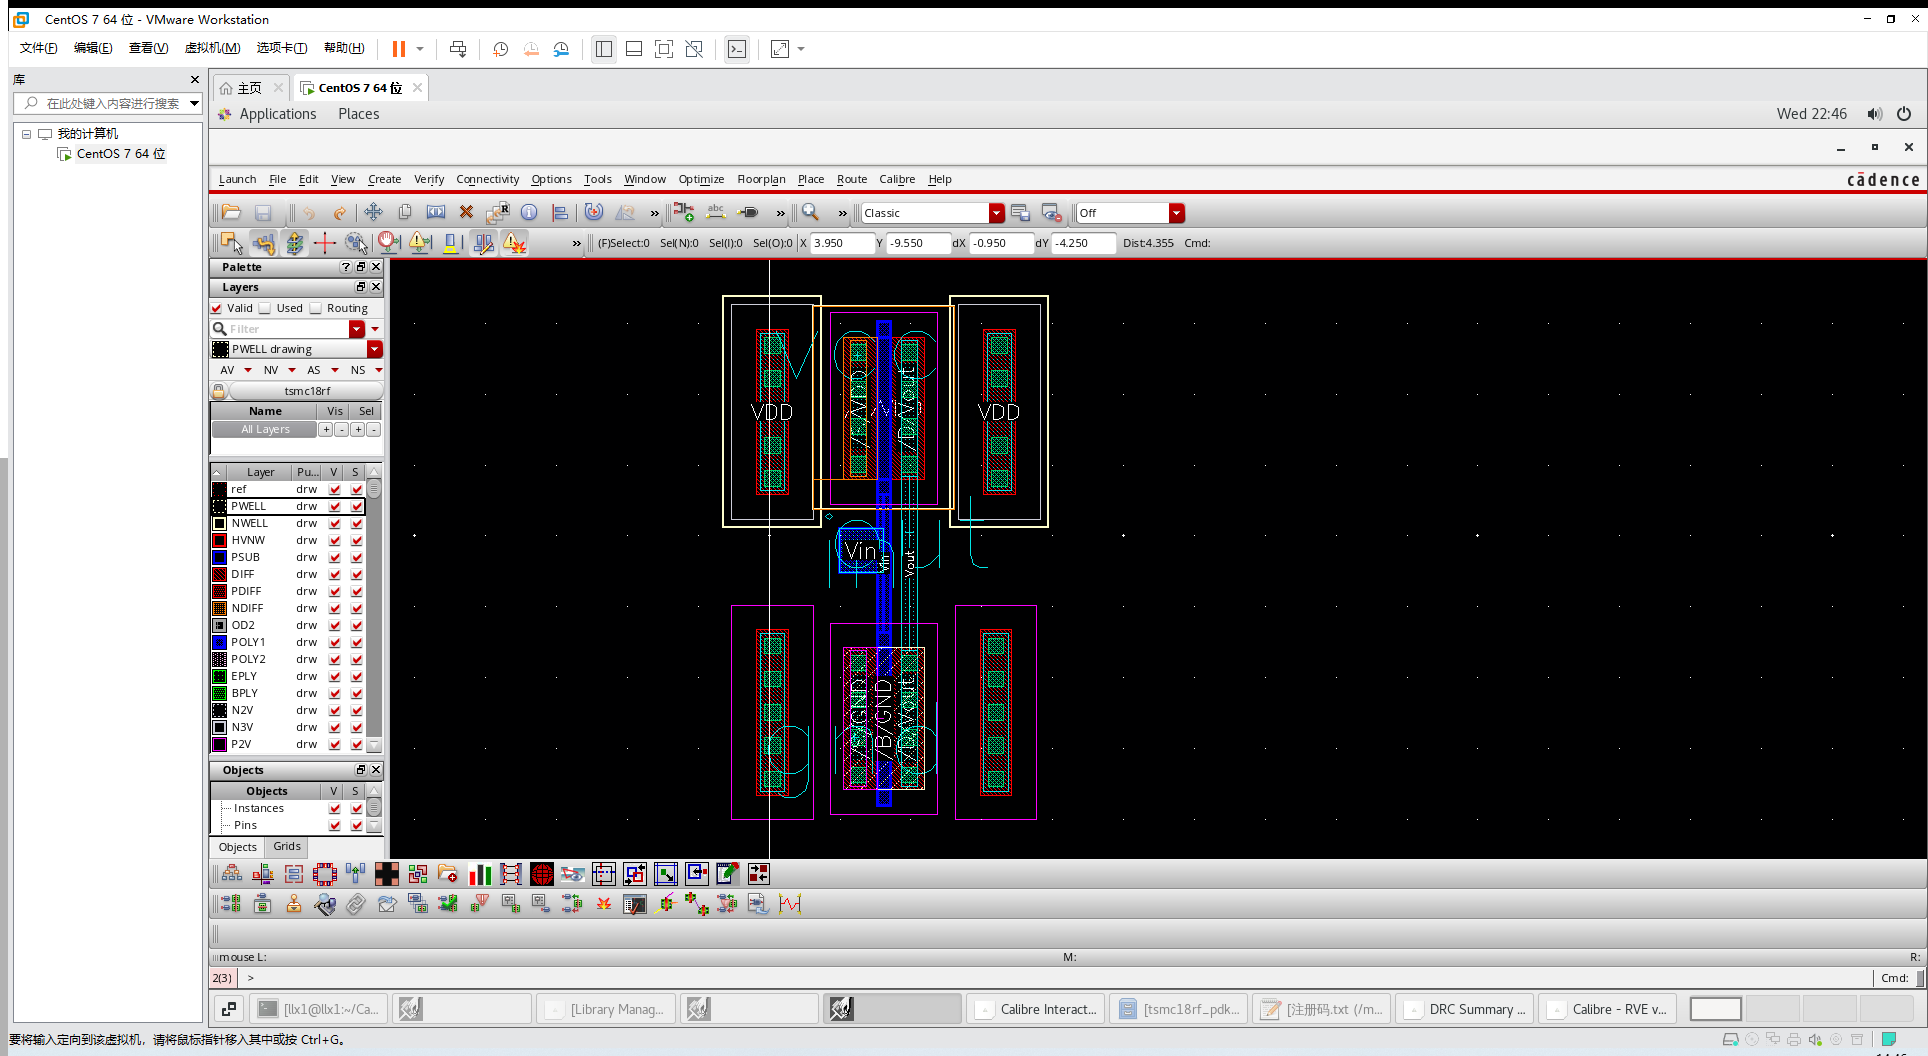 CentOS 7 64 位 - VMware Workstation
文件(F) 编辑(E) 查看(V) 虚拟机(M) 选项卡(T) 帮助(H)
库
在此处键入内容进行搜索
我的计算机
CentOS 7 64 位
主页 CentOS 7 64 位
Applications Places Wed 22:46
Launch File Edit View Create Verify Connectivity Options Tools Window Optimize Floorplan Place Route Calibre Help cādence
abc Classic Off
(F)Select:0 Sel(N):0 Sel(I):0 Sel(O):0 X 3.950 Y -9.550 dX -0.950 dY -4.250 Dist:4.355 Cmd:
Palette
Layers
Valid Used Routing
Filter
PWELL drawing
AV NV AS NS
tsmc18rf
Name Vis Sel
All Layers + - + -
Layer Pu... V S
ref drw
PWELL drw
NWELL drw
HVNW drw
PSUB drw
DIFF drw
PDIFF drw
NDIFF drw
OD2 drw
POLY1 drw
POLY2 drw
EPLY drw
BPLY drw
N2V drw
N3V drw
P2V drw
Objects
Objects V S
Instances
Pins
Objects Grids
VDD
VDD
/D/Vout
Vin
Vin
Vout
/S/GND
/B/GND
/D/Vout
mouse L: M: R:
2(3) > Cmd:
[llx1@llx1:~/Ca... [Library Manag... Calibre Interact... [tsmc18rf_pdk... [注册码.txt (/m... DRC Summary ... Calibre - RVE v...
要将输入定向到该虚拟机，请将鼠标指针移入其中或按 Ctrl+G。